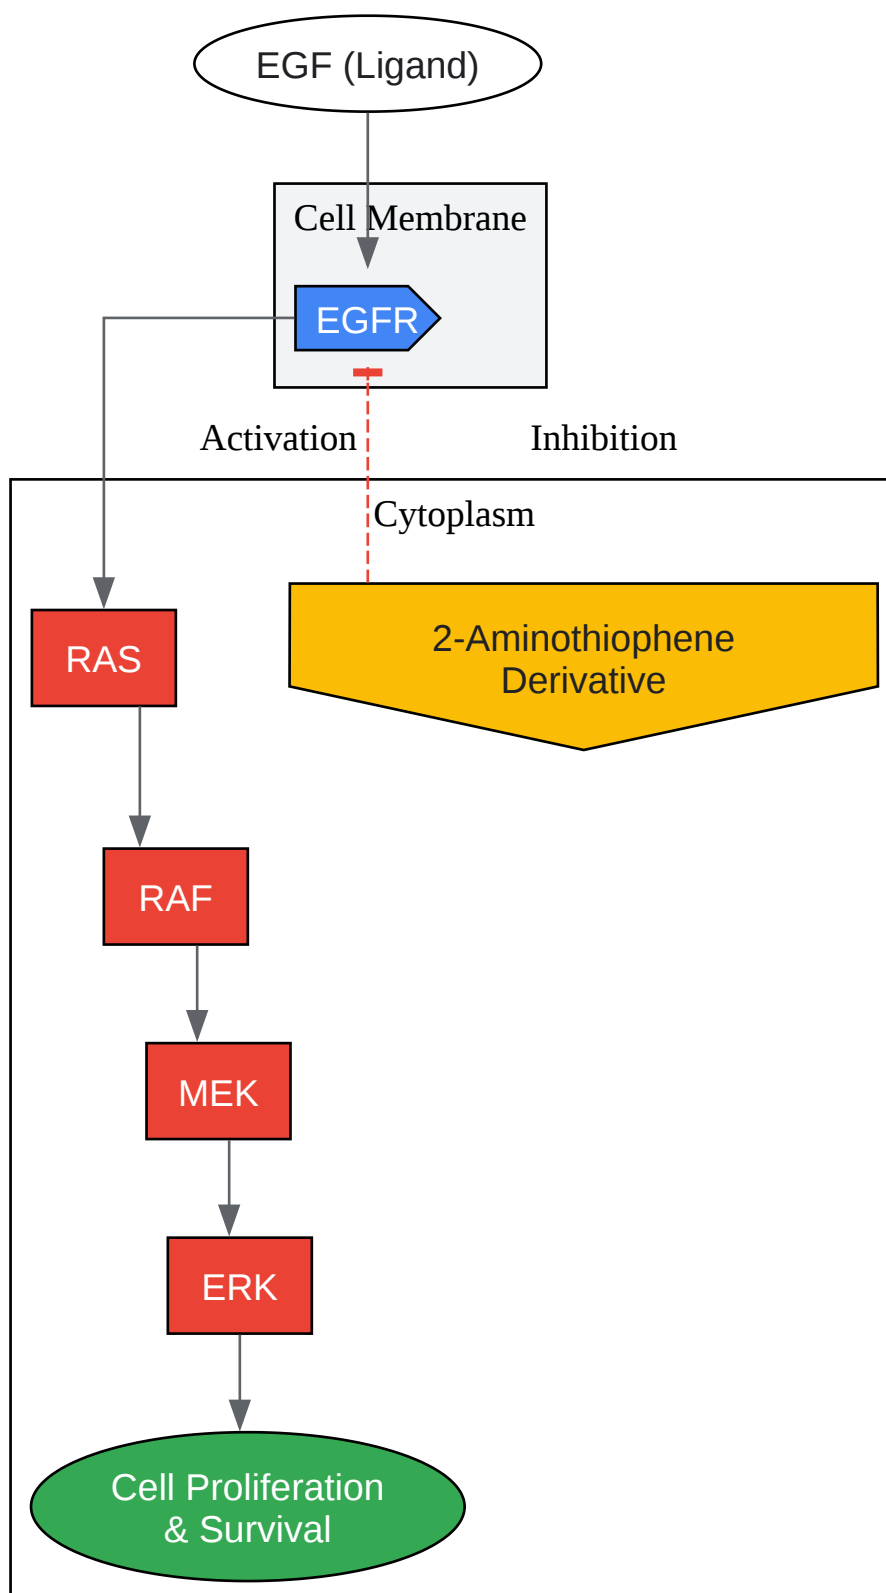 EGF (Ligand)
Cell Membrane
EGFR
Activation
Inhibition
Cytoplasm
RAS
2-Aminothiophene
Derivative
RAF
MEK
ERK
Cell Proliferation
& Survival